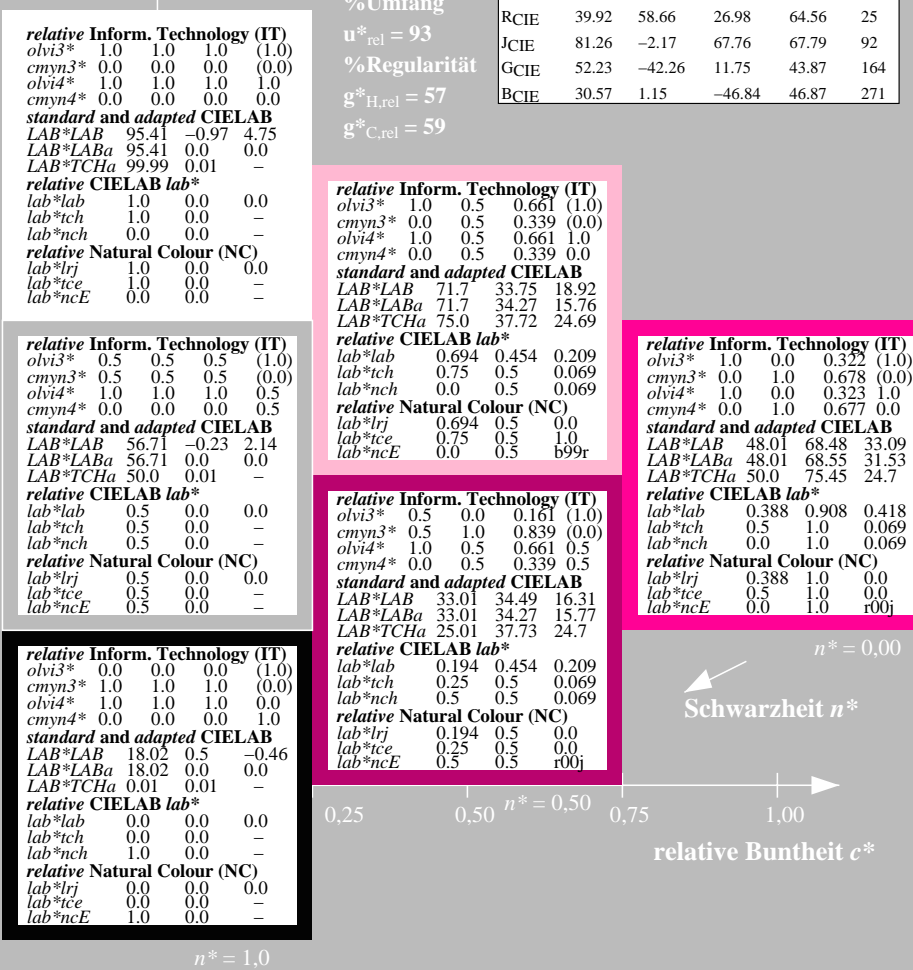 %Umfang
u*rel = 93
%Regularität
g*H,rel = 57
g*C,rel = 59
RCIE 39.92 58.66 26.98 64.56 25
JCIE 81.26 −2.17 67.76 67.79 92
GCIE 52.23 −42.26 11.75 43.87 164
BCIE 30.57 1.15 −46.84 46.87 271
relative Inform. Technology (IT)
olvi3* 1.0 1.0 1.0 (1.0)
cmyn3* 0.0 0.0 0.0 (0.0)
olvi4* 1.0 1.0 1.0 1.0
cmyn4* 0.0 0.0 0.0 0.0
standard and adapted CIELAB
LAB*LAB 95.41 −0.97 4.75
LAB*LABa 95.41 0.0 0.0
LAB*TCHa 99.99 0.01 –
relative CIELAB lab*
lab*lab 1.0 0.0 0.0
lab*tch 1.0 0.0 –
lab*nch 0.0 0.0 –
relative Natural Colour (NC)
lab*lrj 1.0 0.0 0.0
lab*tce 1.0 0.0 –
lab*ncE 0.0 0.0 –
relative Inform. Technology (IT)
olvi3* 1.0 0.5 0.661 (1.0)
cmyn3* 0.0 0.5 0.339 (0.0)
olvi4* 1.0 0.5 0.661 1.0
cmyn4* 0.0 0.5 0.339 0.0
standard and adapted CIELAB
LAB*LAB 71.7 33.75 18.92
LAB*LABa 71.7 34.27 15.76
LAB*TCHa 75.0 37.72 24.69
relative CIELAB lab*
lab*lab 0.694 0.454 0.209
lab*tch 0.75 0.5 0.069
lab*nch 0.0 0.5 0.069
relative Natural Colour (NC)
lab*lrj 0.694 0.5 0.0
lab*tce 0.75 0.5 1.0
lab*ncE 0.0 0.5 b99r
relative Inform. Technology (IT)
olvi3* 0.5 0.5 0.5 (1.0)
cmyn3* 0.5 0.5 0.5 (0.0)
olvi4* 1.0 1.0 1.0 0.5
cmyn4* 0.0 0.0 0.0 0.5
standard and adapted CIELAB
LAB*LAB 56.71 −0.23 2.14
LAB*LABa 56.71 0.0 0.0
LAB*TCHa 50.0 0.01 –
relative CIELAB lab*
lab*lab 0.5 0.0 0.0
lab*tch 0.5 0.0 –
lab*nch 0.5 0.0 –
relative Natural Colour (NC)
lab*lrj 0.5 0.0 0.0
lab*tce 0.5 0.0 –
lab*ncE 0.5 0.0 –
relative Inform. Technology (IT)
olvi3* 1.0 0.0 0.322 (1.0)
cmyn3* 0.0 1.0 0.678 (0.0)
olvi4* 1.0 0.0 0.323 1.0
cmyn4* 0.0 1.0 0.677 0.0
standard and adapted CIELAB
LAB*LAB 48.01 68.48 33.09
LAB*LABa 48.01 68.55 31.53
LAB*TCHa 50.0 75.45 24.7
relative CIELAB lab*
lab*lab 0.388 0.908 0.418
lab*tch 0.5 1.0 0.069
lab*nch 0.0 1.0 0.069
relative Natural Colour (NC)
lab*lrj 0.388 1.0 0.0
lab*tce 0.5 1.0 0.0
lab*ncE 0.0 1.0 r00j
relative Inform. Technology (IT)
olvi3* 0.5 0.0 0.161 (1.0)
cmyn3* 0.5 1.0 0.839 (0.0)
olvi4* 1.0 0.5 0.661 0.5
cmyn4* 0.0 0.5 0.339 0.5
standard and adapted CIELAB
LAB*LAB 33.01 34.49 16.31
LAB*LABa 33.01 34.27 15.77
LAB*TCHa 25.01 37.73 24.7
relative CIELAB lab*
lab*lab 0.194 0.454 0.209
lab*tch 0.25 0.5 0.069
lab*nch 0.5 0.5 0.069
relative Natural Colour (NC)
lab*lrj 0.194 0.5 0.0
lab*tce 0.25 0.5 0.0
lab*ncE 0.5 0.5 r00j
relative Inform. Technology (IT)
olvi3* 0.0 0.0 0.0 (1.0)
cmyn3* 1.0 1.0 1.0 (0.0)
olvi4* 1.0 1.0 1.0 0.0
cmyn4* 0.0 0.0 0.0 1.0
standard and adapted CIELAB
LAB*LAB 18.02 0.5 −0.46
LAB*LABa 18.02 0.0 0.0
LAB*TCHa 0.01 0.01 –
relative CIELAB lab*
lab*lab 0.0 0.0 0.0
lab*tch 0.0 0.0 –
lab*nch 1.0 0.0 –
relative Natural Colour (NC)
lab*lrj 0.0 0.0 0.0
lab*tce 0.0 0.0 –
lab*ncE 1.0 0.0 –
n* = 0,00
Schwarzheit n*
0,25 0,50 n* = 0,50 0,75 1,00
relative Buntheit c*
n* = 1,0